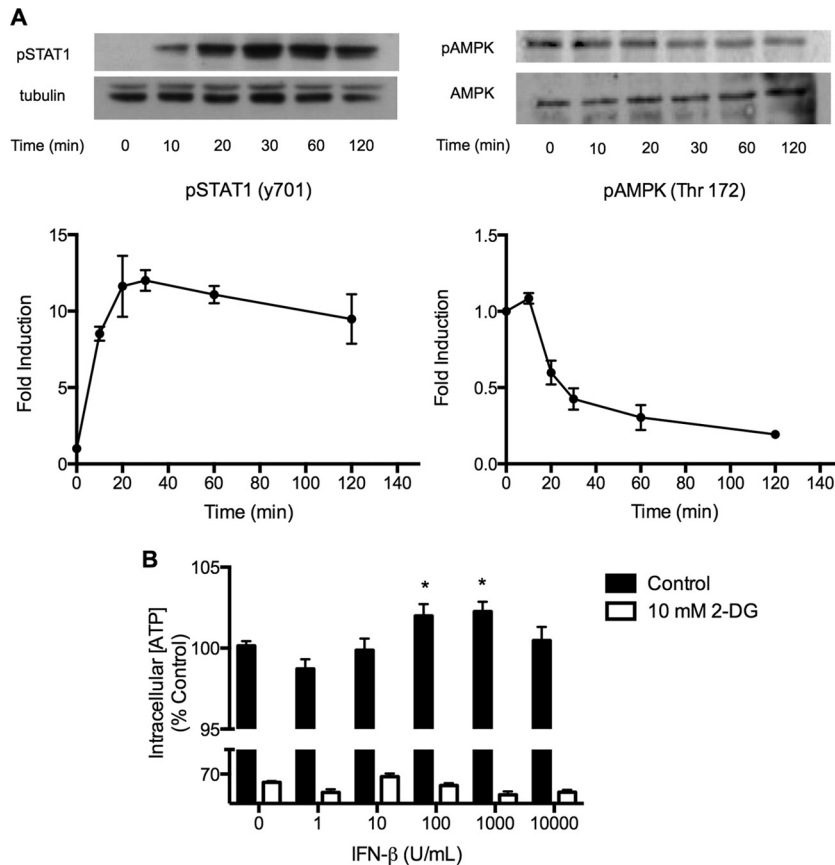 A
pSTAT1
tubulin
Time (min) 0 10 20 30 60 120
pAMPK
AMPK
Time (min) 0 10 20 30 60 120
pSTAT1 (y701)
Fold Induction
15
10
5
0
0 20 40 60 80 100 120 140
Time (min)
pAMPK (Thr 172)
Fold Induction
1.5
1.0
0.5
0.0
0 20 40 60 80 100 120 140
Time (min)
B
Intracellular [ATP]
(% Control)
105
100
95
70
* *
0 1 10 100 1000 10000
IFN-β (U/mL)
Control
10 mM 2-DG